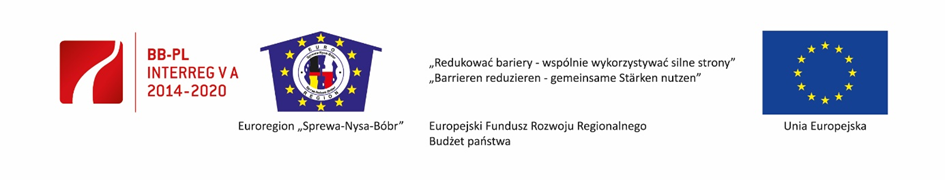 BB-PL
INTERREG V A
2014-2020
EURO
REGION
Euroregion „Sprewa-Nysa-Bóbr”
„Redukować bariery - wspólnie wykorzystywać silne strony”
„Barrieren reduzieren - gemeinsame Stärken nutzen”
Europejski Fundusz Rozwoju Regionalnego
Budżet państwa
Unia Europejska